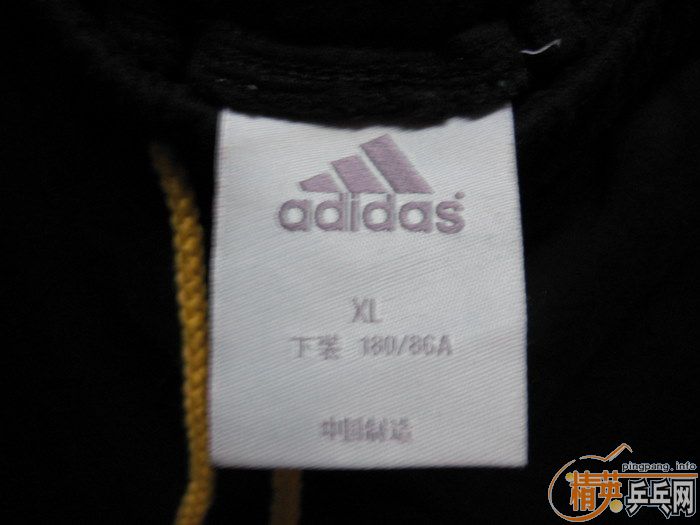 adidas®
XL
下装 180/86A
中国制造
pingpang.info
精英乒乓网